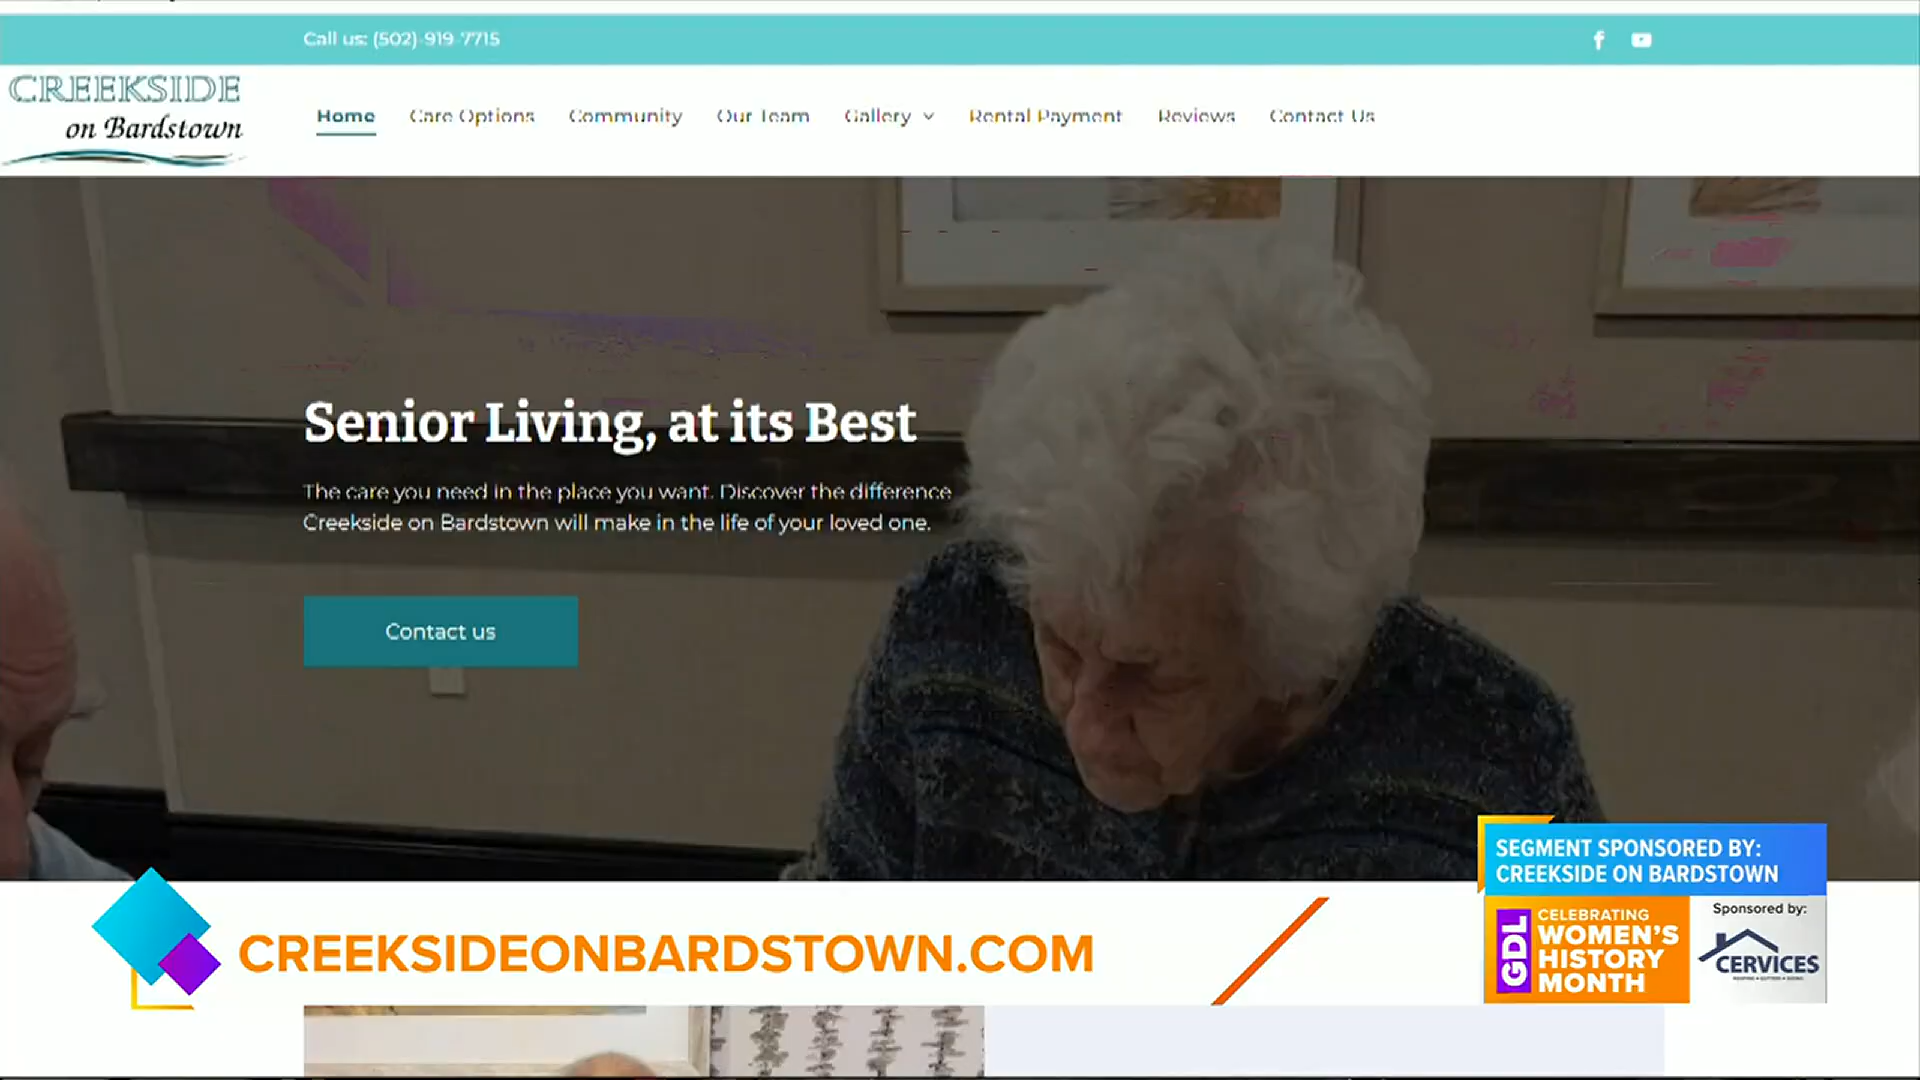 Call us: (502)-919-7715
CREEKSIDE
on Bardstown
Home Care Options Community Our Team Gallery Rental Payment Reviews Contact Us
Senior Living, at its Best
The care you need in the place you want. Discover the difference
Creekside on Bardstown will make in the life of your loved one.
Contact us
SEGMENT SPONSORED BY:
CREEKSIDE ON BARDSTOWN
GDL
CELEBRATING
WOMEN'S
HISTORY
MONTH
Sponsored by:
CERVICES
CREEKSIDEONBARDSTOWN.COM